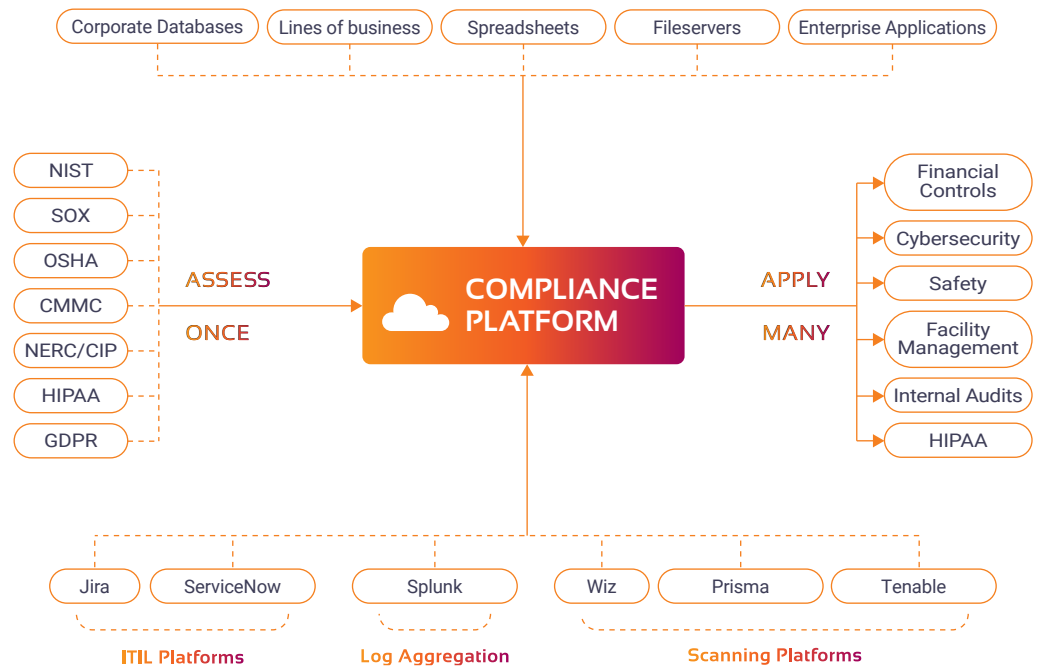 Corporate Databases
Lines of business
Spreadsheets
Fileservers
Enterprise Applications
NIST
SOX
OSHA
CMMC
NERC/CIP
HIPAA
GDPR
ASSESS
ONCE
COMPLIANCE
PLATFORM
APPLY
MANY
Financial
Controls
Cybersecurity
Safety
Facility
Management
Internal Audits
HIPAA
Jira
ServiceNow
Splunk
Wiz
Prisma
Tenable
ITIL Platforms
Log Aggregation
Scanning Platforms